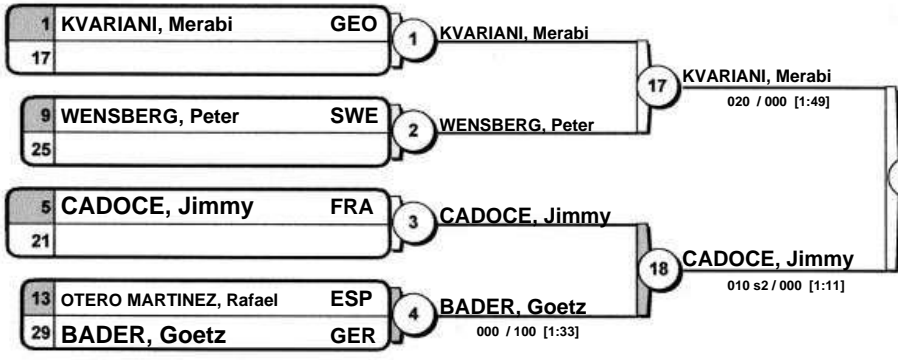 1 KVARIANI, Merabi GEO
17
1 KVARIANI, Merabi
9 WENSBERG, Peter SWE
25
2 WENSBERG, Peter
17 KVARIANI, Merabi
020 / 000 [1:49]
5 CADOCE, Jimmy FRA
21
3 CADOCE, Jimmy
13 OTERO MARTINEZ, Rafael ESP
29 BADER, Goetz GER
4 BADER, Goetz
000 / 100 [1:33]
18 CADOCE, Jimmy
010 s2 / 000 [1:11]